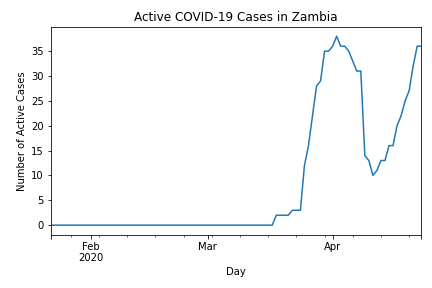 Active COVID-19 Cases in Zambia
Number of Active Cases
35
30
25
20
15
10
5
0
Feb
2020
Mar
Apr
Day